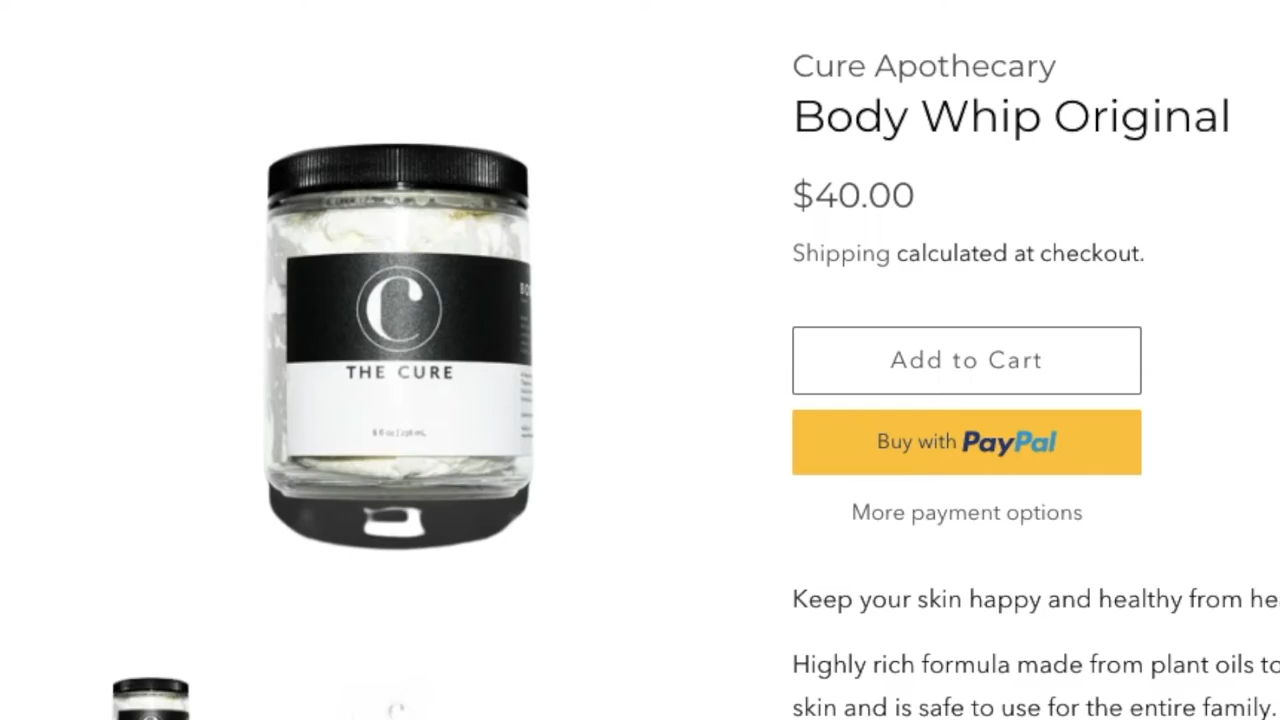 Cure Apothecary
Body Whip Original
$40.00
Shipping calculated at checkout.
Add to Cart
Buy with PayPal
More payment options
Keep your skin happy and healthy from
Highly rich formula made from plant oils
skin and is safe to use for the entire family.
C
THE CURE